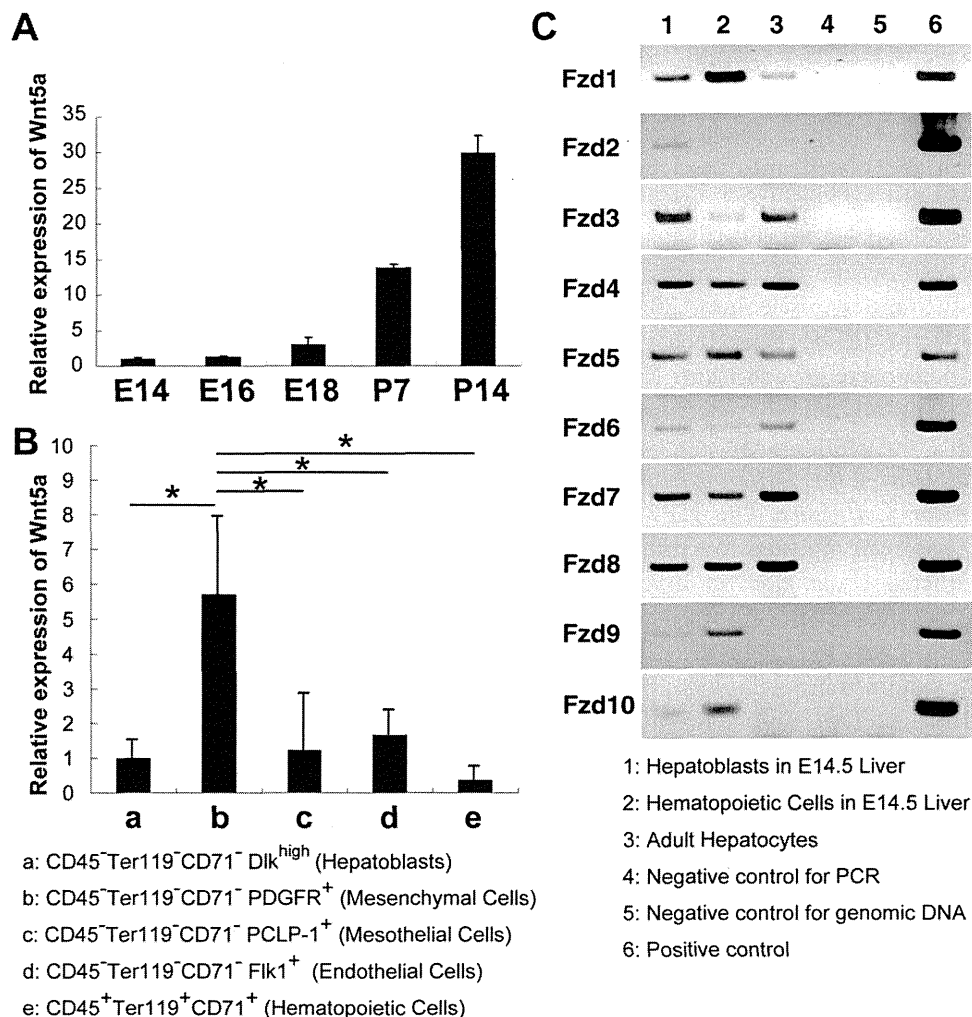 A
Relative expression of Wnt5a
35
30
25
20
15
10
5
0
E14 E16 E18 P7 P14
B
Relative expression of Wnt5a
10
9
8
7
6
5
4
3
2
1
0
* * * *
a b c d e
a: CD45⁻Ter119⁻CD71⁻ Dlk^high (Hepatoblasts)
b: CD45⁻Ter119⁻CD71⁻ PDGFR⁺ (Mesenchymal Cells)
c: CD45⁻Ter119⁻CD71⁻ PCLP-1⁺ (Mesothelial Cells)
d: CD45⁻Ter119⁻CD71⁻ Flk1⁺ (Endothelial Cells)
e: CD45⁺Ter119⁺CD71⁺ (Hematopoietic Cells)
C
1 2 3 4 5 6
Fzd1
Fzd2
Fzd3
Fzd4
Fzd5
Fzd6
Fzd7
Fzd8
Fzd9
Fzd10
1: Hepatoblasts in E14.5 Liver
2: Hematopoietic Cells in E14.5 Liver
3: Adult Hepatocytes
4: Negative control for PCR
5: Negative control for genomic DNA
6: Positive control